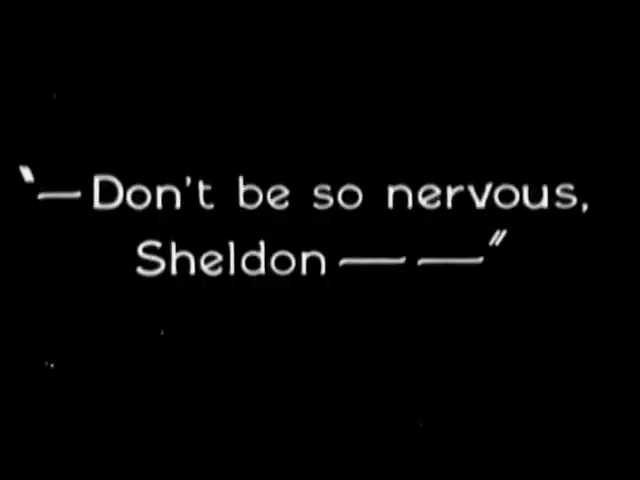 "—Don't be so nervous,
Sheldon — —"